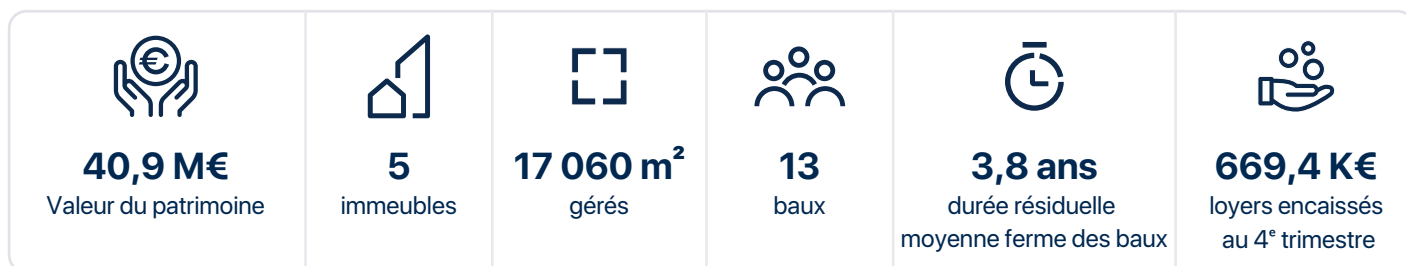 40,9 M€
Valeur du patrimoine
5
immeubles
17 060 m²
gérés
13
baux
3,8 ans
durée résiduelle
moyenne ferme des baux
669,4 K€
loyers encaissés
au 4ᵉ trimestre